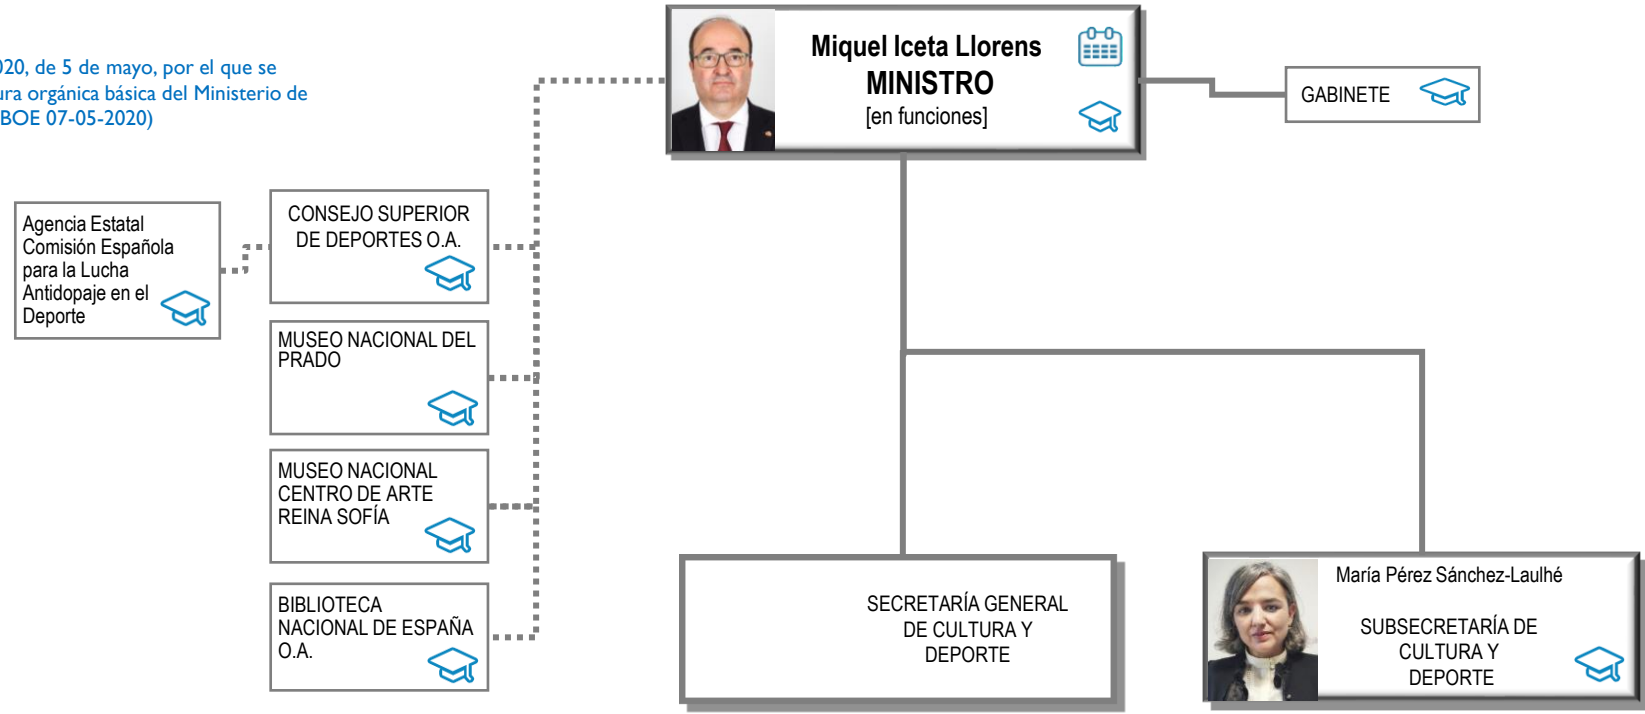 020, de 5 de mayo, por el que se
ura orgánica básica del Ministerio de
BOE 07-05-2020)
Miquel Iceta Llorens
MINISTRO
[en funciones]
GABINETE
Agencia Estatal
Comisión Española
para la Lucha
Antidopaje en el
Deporte
CONSEJO SUPERIOR
DE DEPORTES O.A.
MUSEO NACIONAL DEL
PRADO
MUSEO NACIONAL
CENTRO DE ARTE
REINA SOFÍA
BIBLIOTECA
NACIONAL DE ESPAÑA
O.A.
SECRETARÍA GENERAL
DE CULTURA Y
DEPORTE
María Pérez Sánchez-Laulhé
SUBSECRETARÍA DE
CULTURA Y
DEPORTE